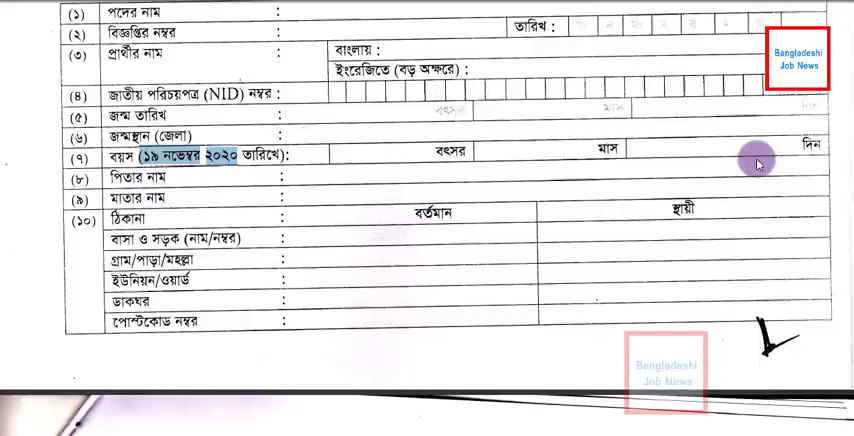 (১) পদের নাম :
(২) বিজ্ঞপ্তির নম্বর : তারিখ :
(৩) প্রার্থীর নাম : বাংলায় :
ইংরেজিতে (বড় অক্ষরে) :
(৪) জাতীয় পরিচয়পত্র (NID) নম্বর :
(৫) জন্ম তারিখ : বৎসর মাস দিন
(৬) জন্মস্থান (জেলা) :
(৭) বয়স (১৯ নভেম্বর ২০২০ তারিখে): বৎসর মাস দিন
(৮) পিতার নাম :
(৯) মাতার নাম :
(১০) ঠিকানা : বর্তমান স্থায়ী
বাসা ও সড়ক (নাম/নম্বর) :
গ্রাম/পাড়া/মহল্লা :
ইউনিয়ন/ওয়ার্ড :
ডাকঘর :
পোস্টকোড নম্বর :
Bangladeshi
Job News
Bangladeshi
Job News